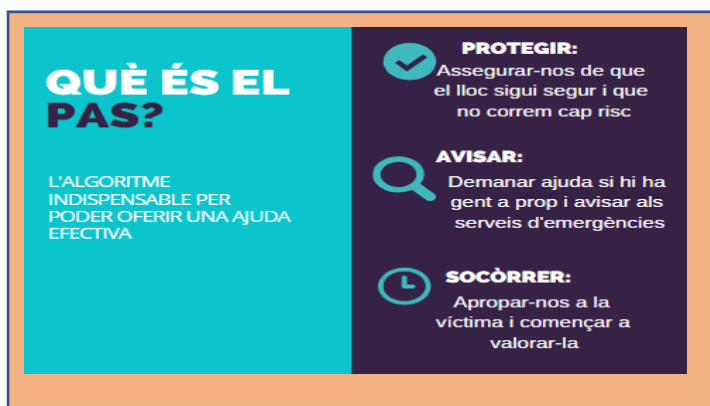 QUÈ ÉS EL
PAS?
L'ALGORITME
INDISPENSABLE PER
PODER OFERIR UNA AJUDA
EFECTIVA
PROTEGIR:
Assegurar-nos de que
el lloc sigui segur i que
no correm cap risc
AVISAR:
Demanar ajuda si hi ha
gent a prop i avisar als
serveis d'emergències
SOCÒRRER:
Apropar-nos a la
víctima i començar a
valorar-la